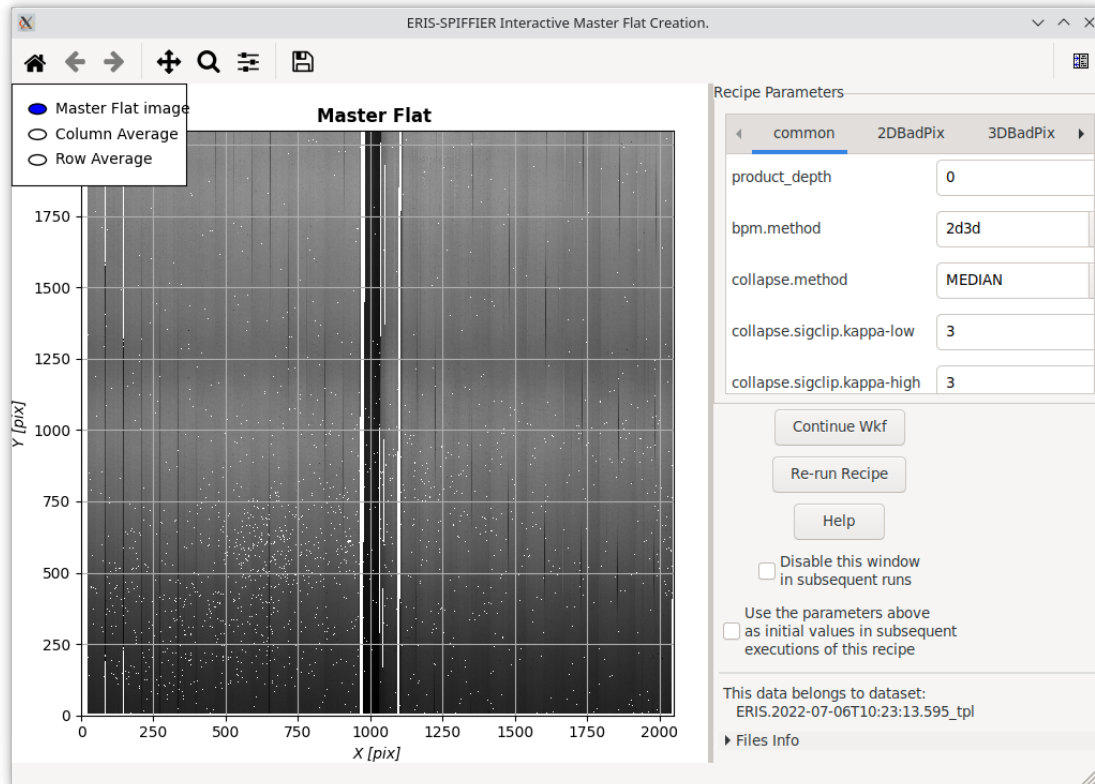 ERIS-SPIFFIER Interactive Master Flat Creation.
Master Flat image
Column Average
Row Average
Master Flat
1750
1500
1250
1000
750
500
250
0
Y [pix]
0 250 500 750 1000 1250 1500 1750 2000
X [pix]
Recipe Parameters
common 2DBadPix 3DBadPix
product_depth 0
bpm.method 2d3d
collapse.method MEDIAN
collapse.sigclip.kappa-low 3
collapse.sigclip.kappa-high 3
Continue Wkf
Re-run Recipe
Help
Disable this window
in subsequent runs
Use the parameters above
as initial values in subsequent
executions of this recipe
This data belongs to dataset:
ERIS.2022-07-06T10:23:13.595_tpl
Files Info